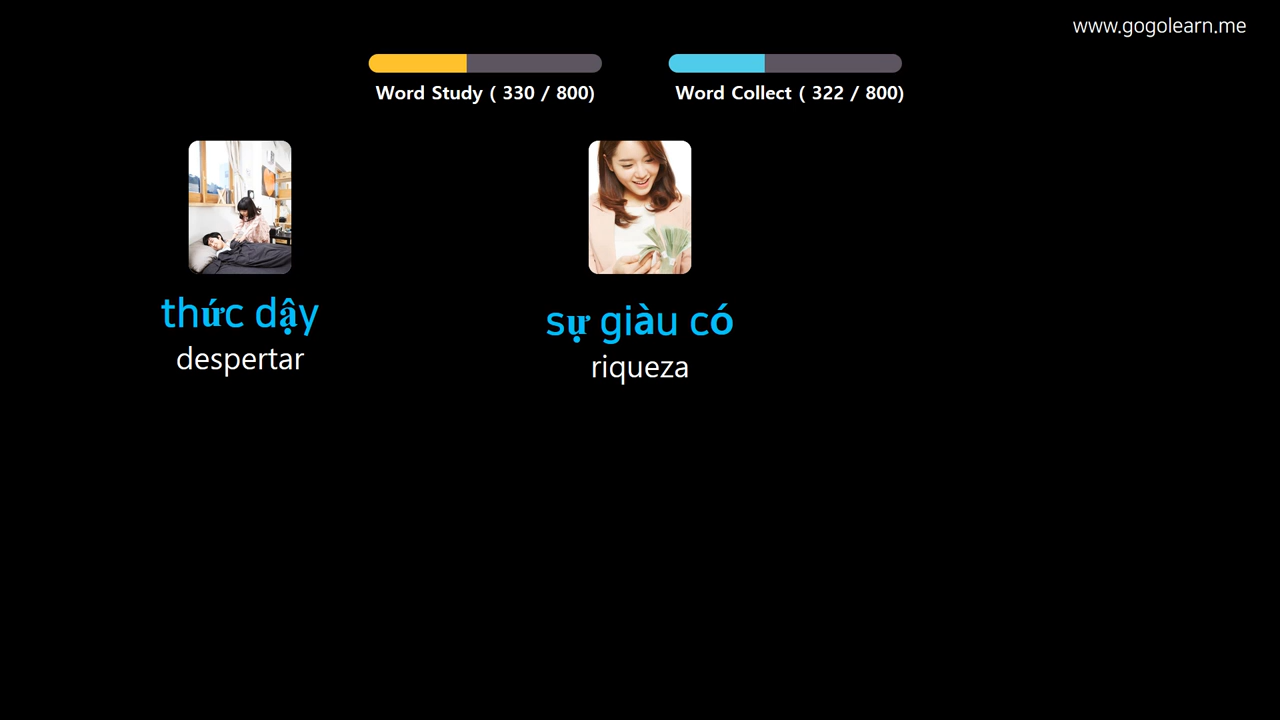 www.gogolearn.me
Word Study ( 330 / 800)
Word Collect ( 322 / 800)
thức dậy
despertar
sự giàu có
riqueza